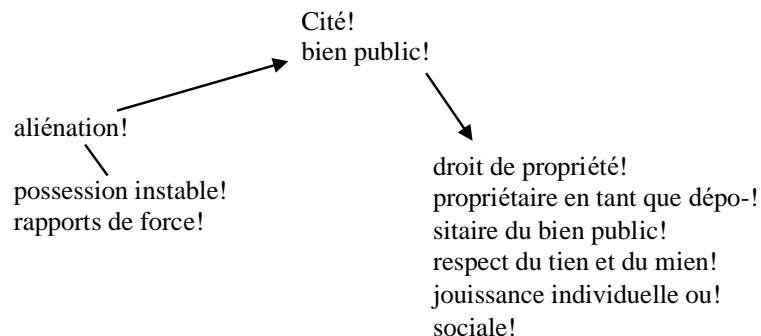 Cité!
bien public!
aliénation!
possession instable!
rapports de force!
droit de propriété!
propriétaire en tant que dépo-!
sitaire du bien public!
respect du tien et du mien!
jouissance individuelle ou!
sociale!